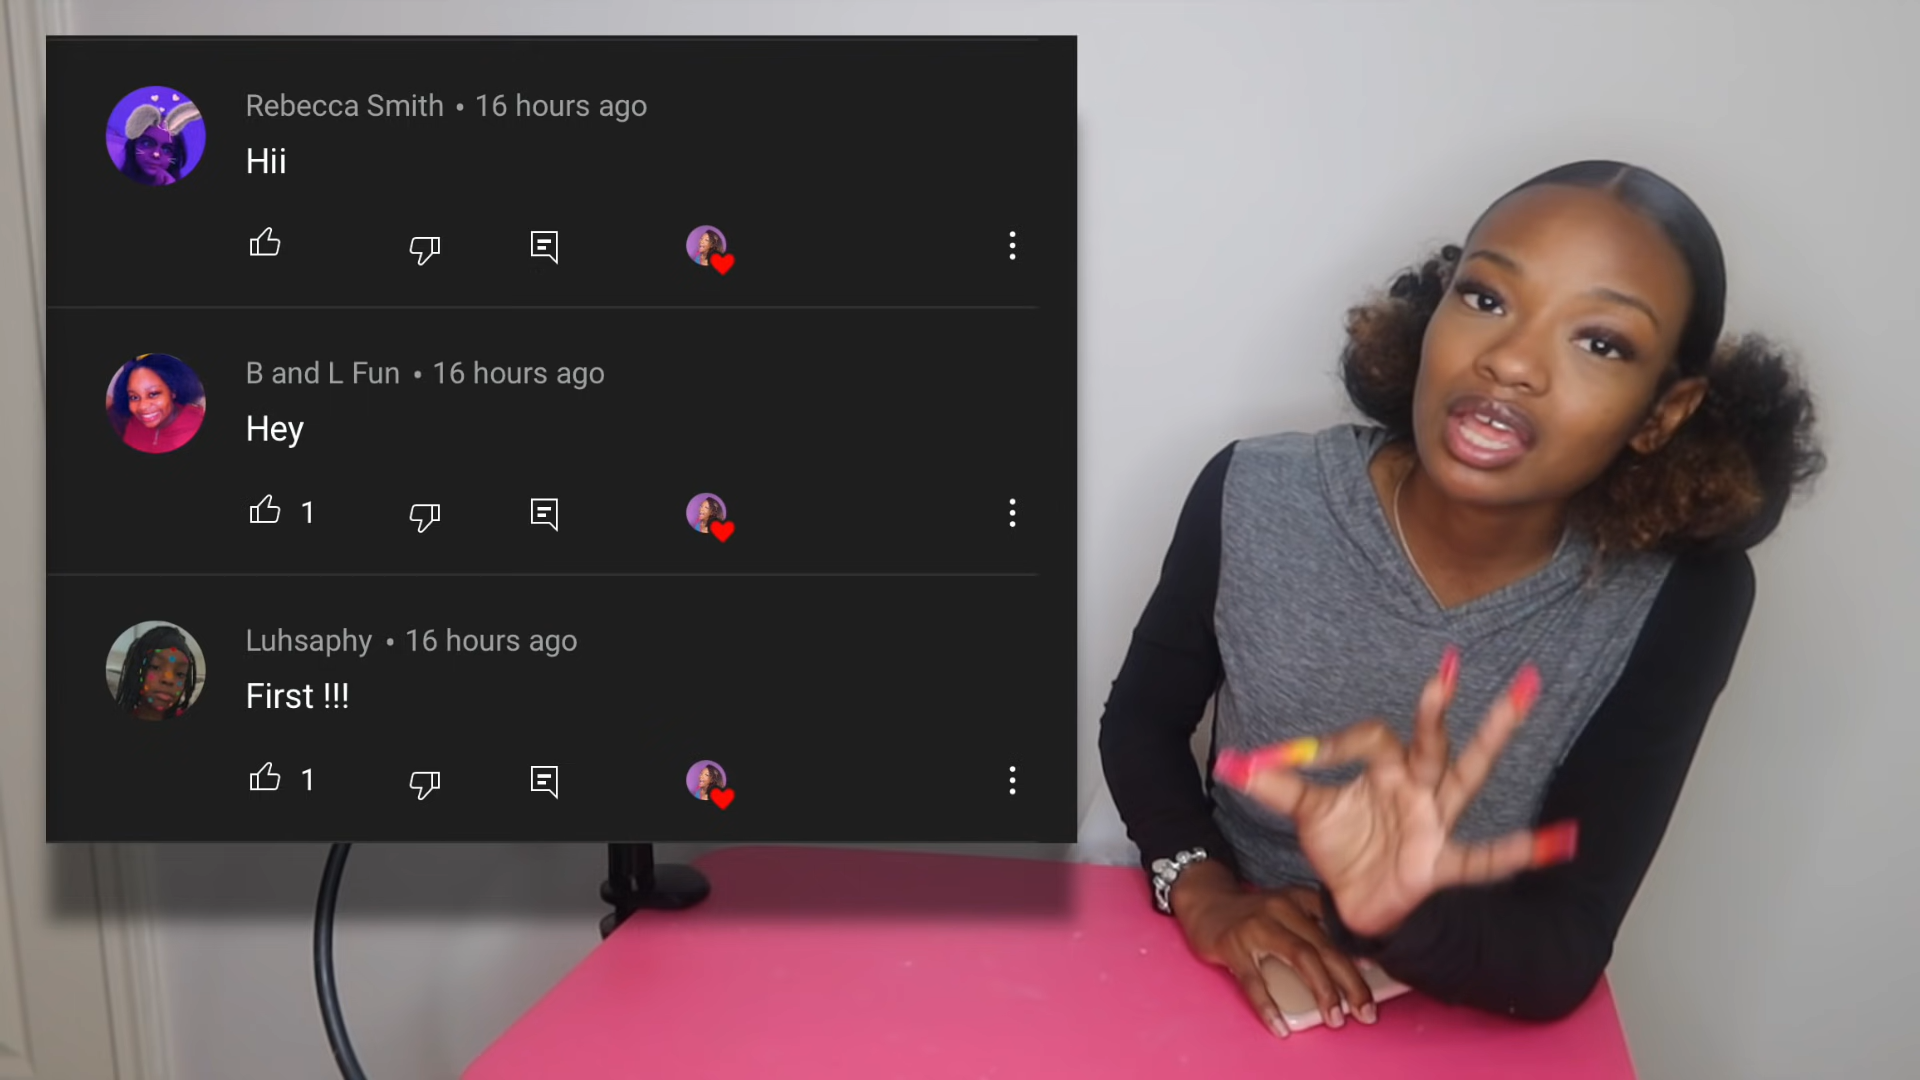 Rebecca Smith • 16 hours ago
Hii
B and L Fun • 16 hours ago
Hey
1
Luhsaphy • 16 hours ago
First !!!
1